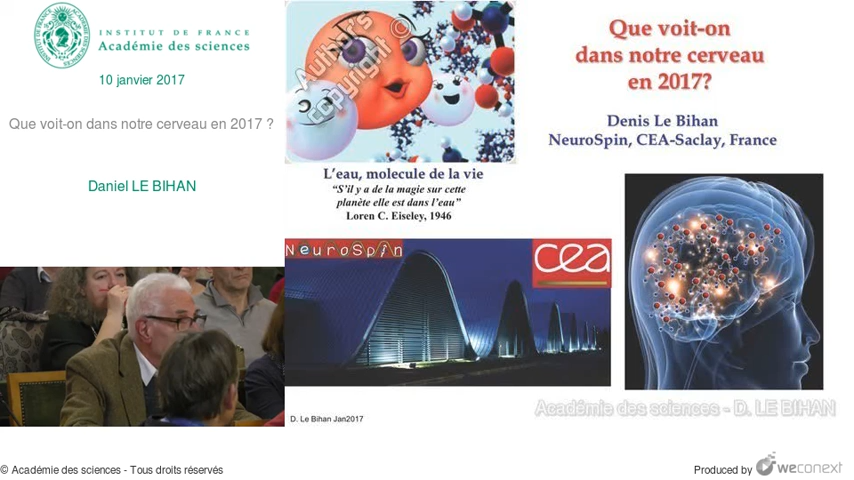 INSTITUT DE FRANCE
Académie des sciences
10 janvier 2017
Que voit-on dans notre cerveau en 2017 ?
Daniel LE BIHAN
Author's
copyright ©
L'eau, molecule de la vie
“S'il y a de la magie sur cette
planète elle est dans l'eau”
Loren C. Eiseley, 1946
Que voit-on
dans notre cerveau
en 2017?
Denis Le Bihan
NeuroSpin, CEA-Saclay, France
NeuroSpin
cea
D. Le Bihan Jan2017
Académie des sciences - D. LE BIHAN
© Académie des sciences - Tous droits réservés
Produced by weconext